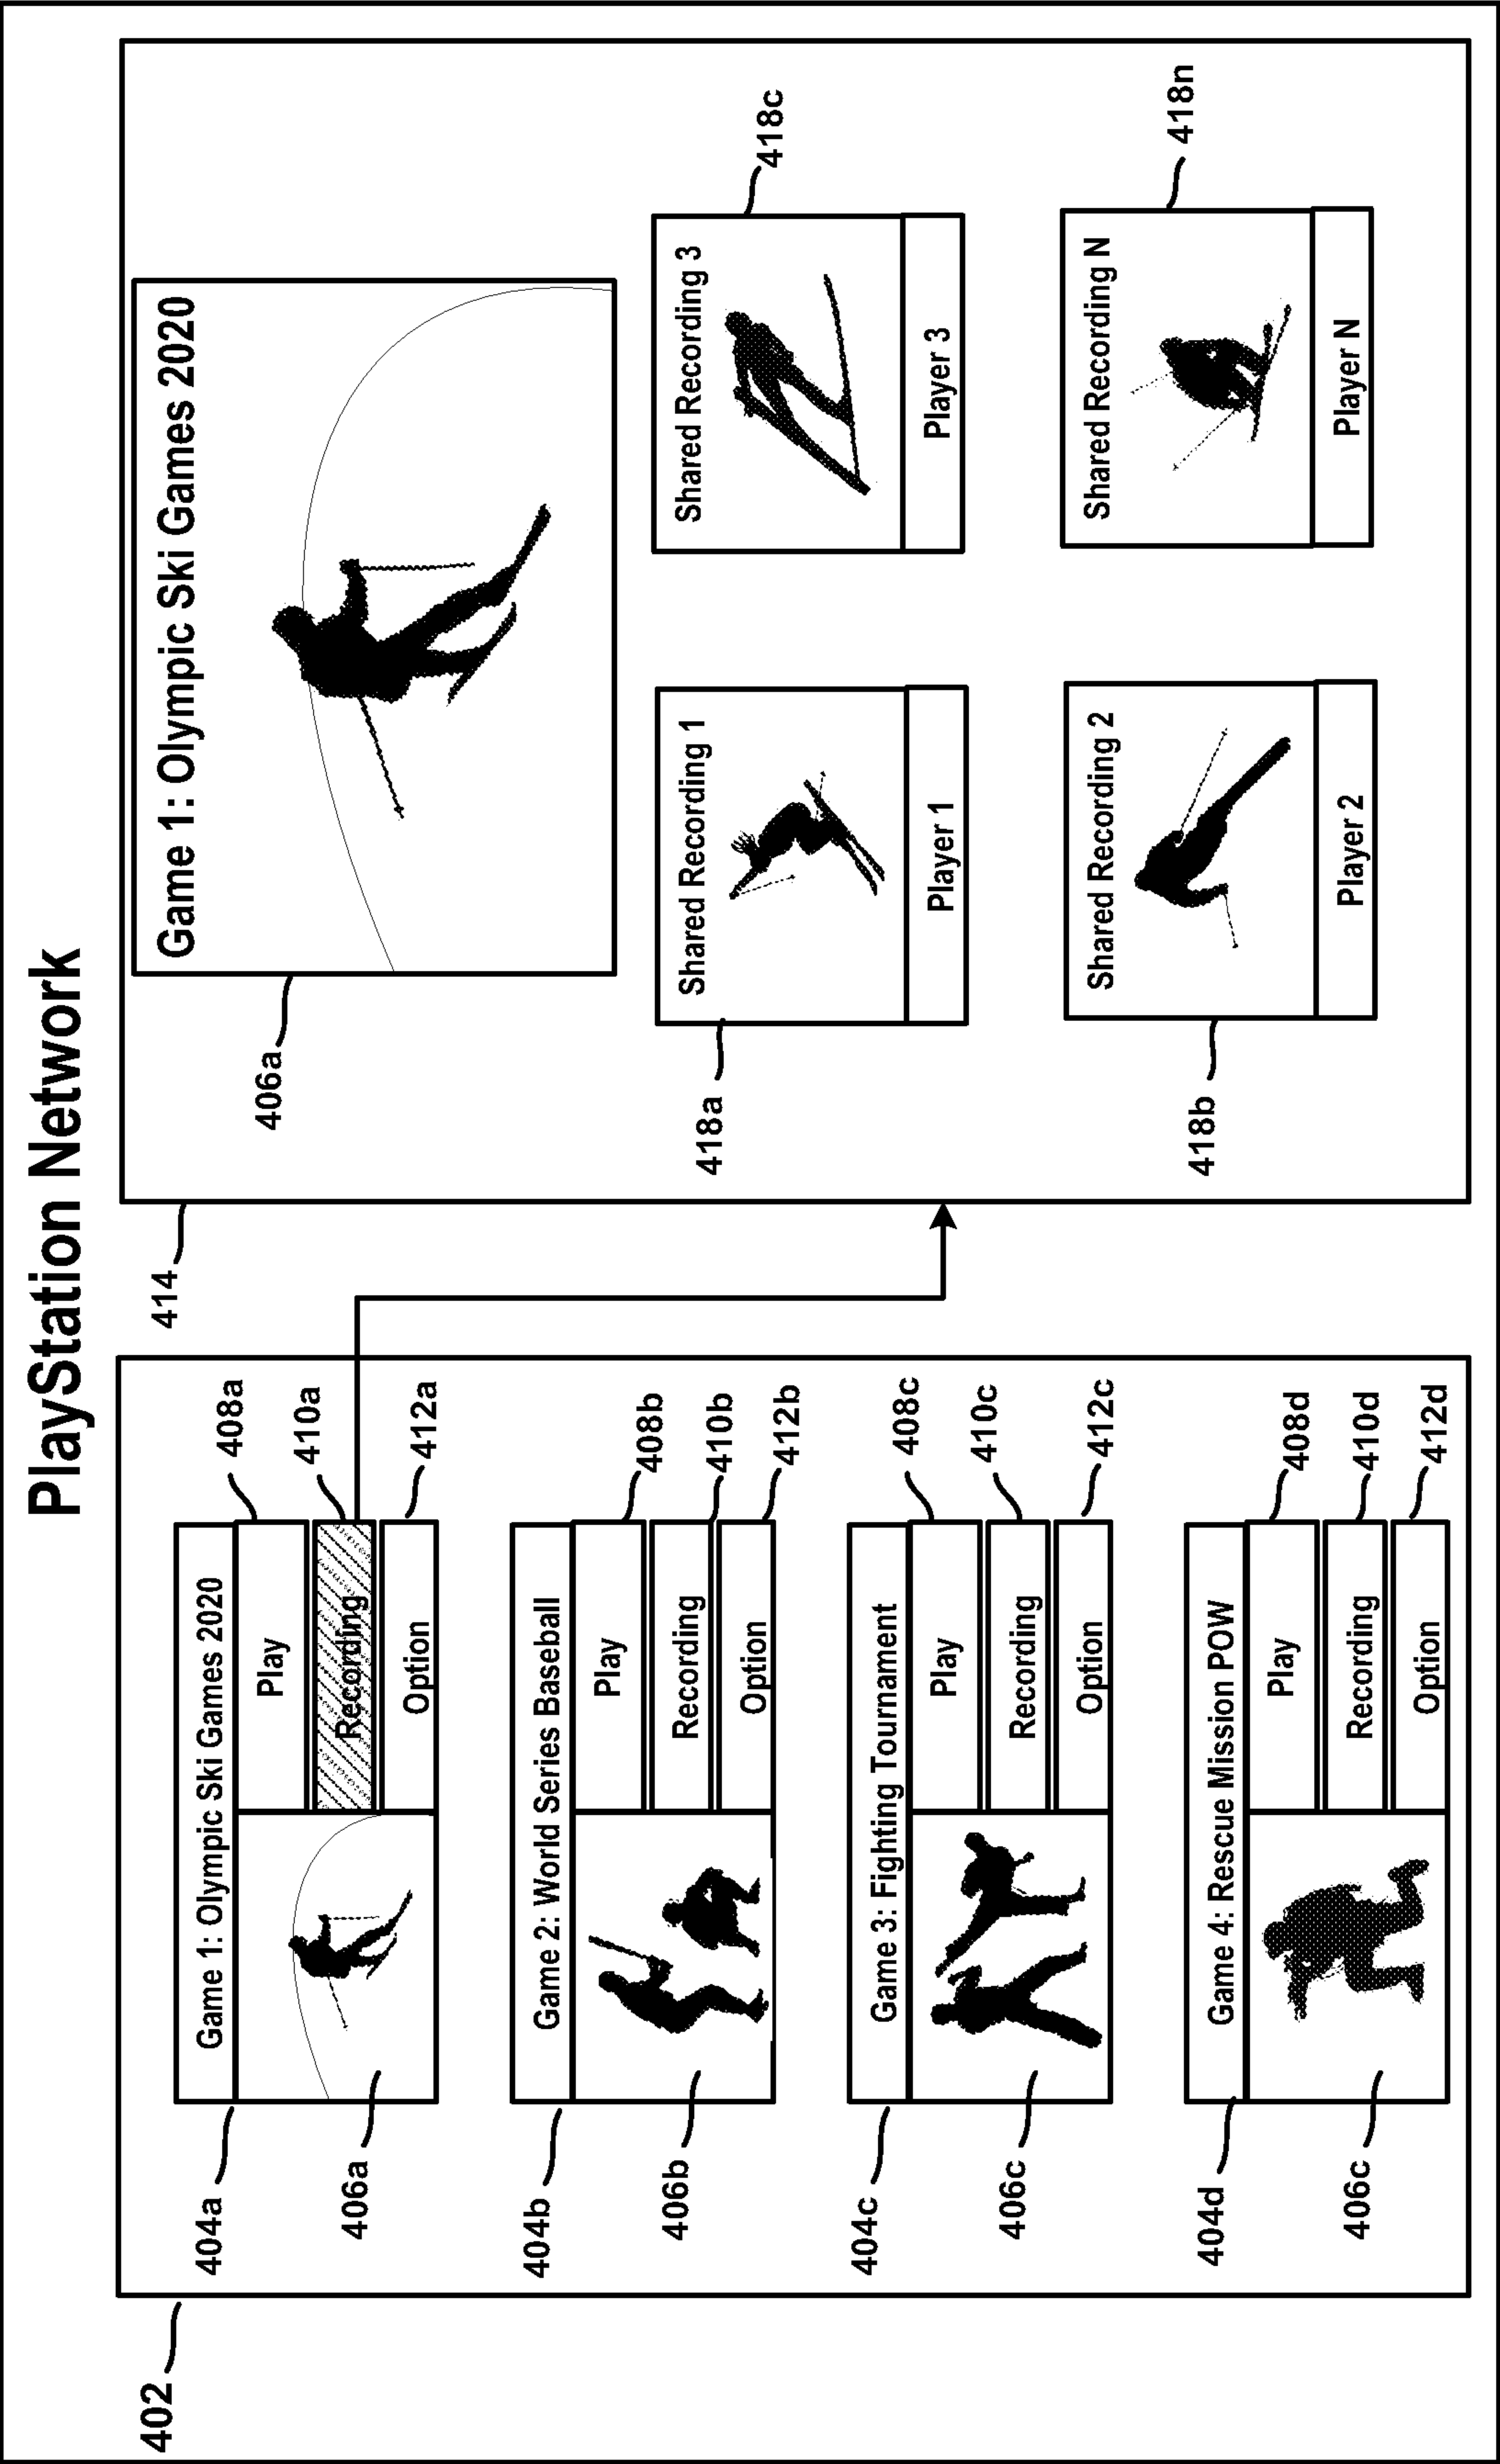 PlayStation Network
402
404a
Game 1: Olympic Ski Games 2020
406a
Play
408a
Recording
410a
Option
412a
404b
Game 2: World Series Baseball
406b
Play
408b
Recording
410b
Option
412b
404c
Game 3: Fighting Tournament
406c
Play
408c
Recording
410c
Option
412c
404d
Game 4: Rescue Mission POW
406c
Play
408d
Recording
410d
Option
412d
414
406a
Game 1: Olympic Ski Games 2020
418a
Shared Recording 1
Player 1
Shared Recording 3
Player 3
418c
418b
Shared Recording 2
Player 2
Shared Recording N
Player N
418n